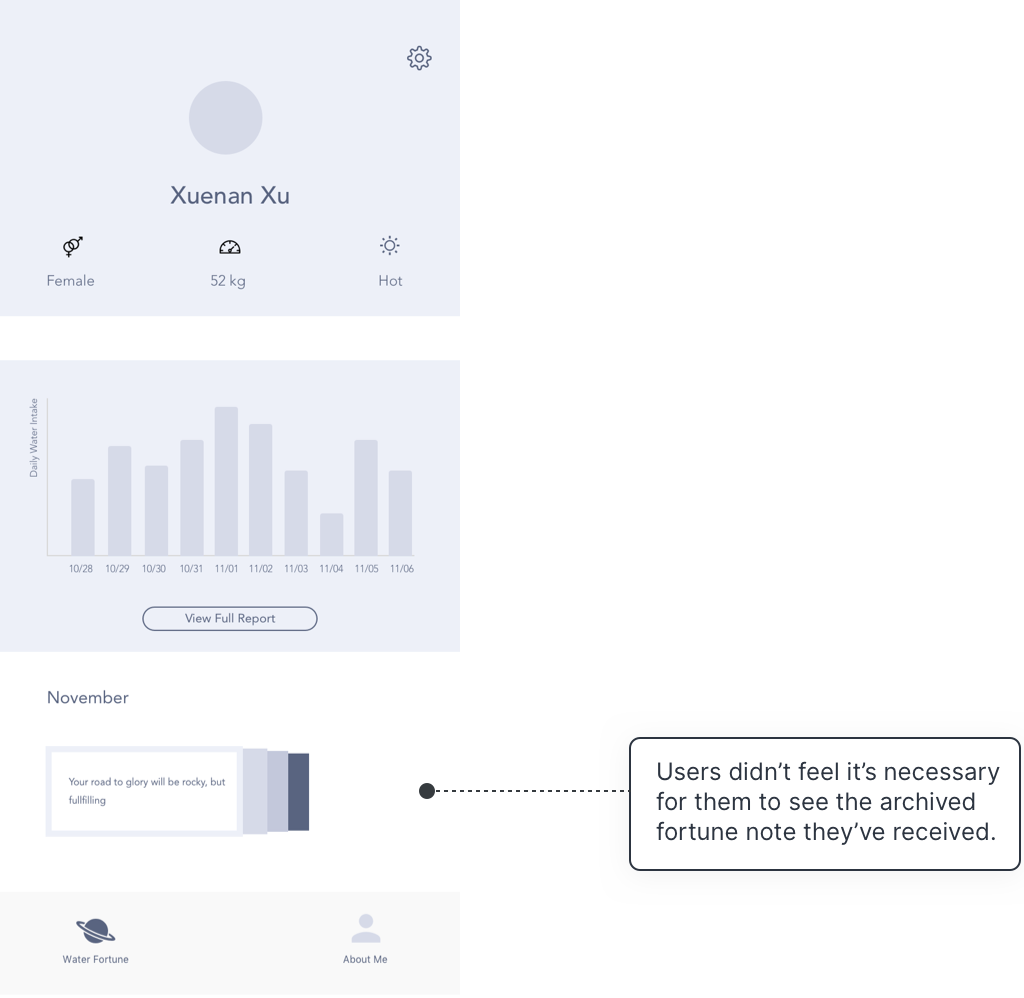 Xuenan Xu
Female
52 kg
Hot
Daily Water Intake
10/28 10/29 10/30 10/31 11/01 11/02 11/03 11/04 11/05 11/06
View Full Report
November
Your road to glory will be rocky, but
fullfilling
Users didn’t feel it’s necessary
for them to see the archived
fortune note they’ve received.
Water Fortune
About Me